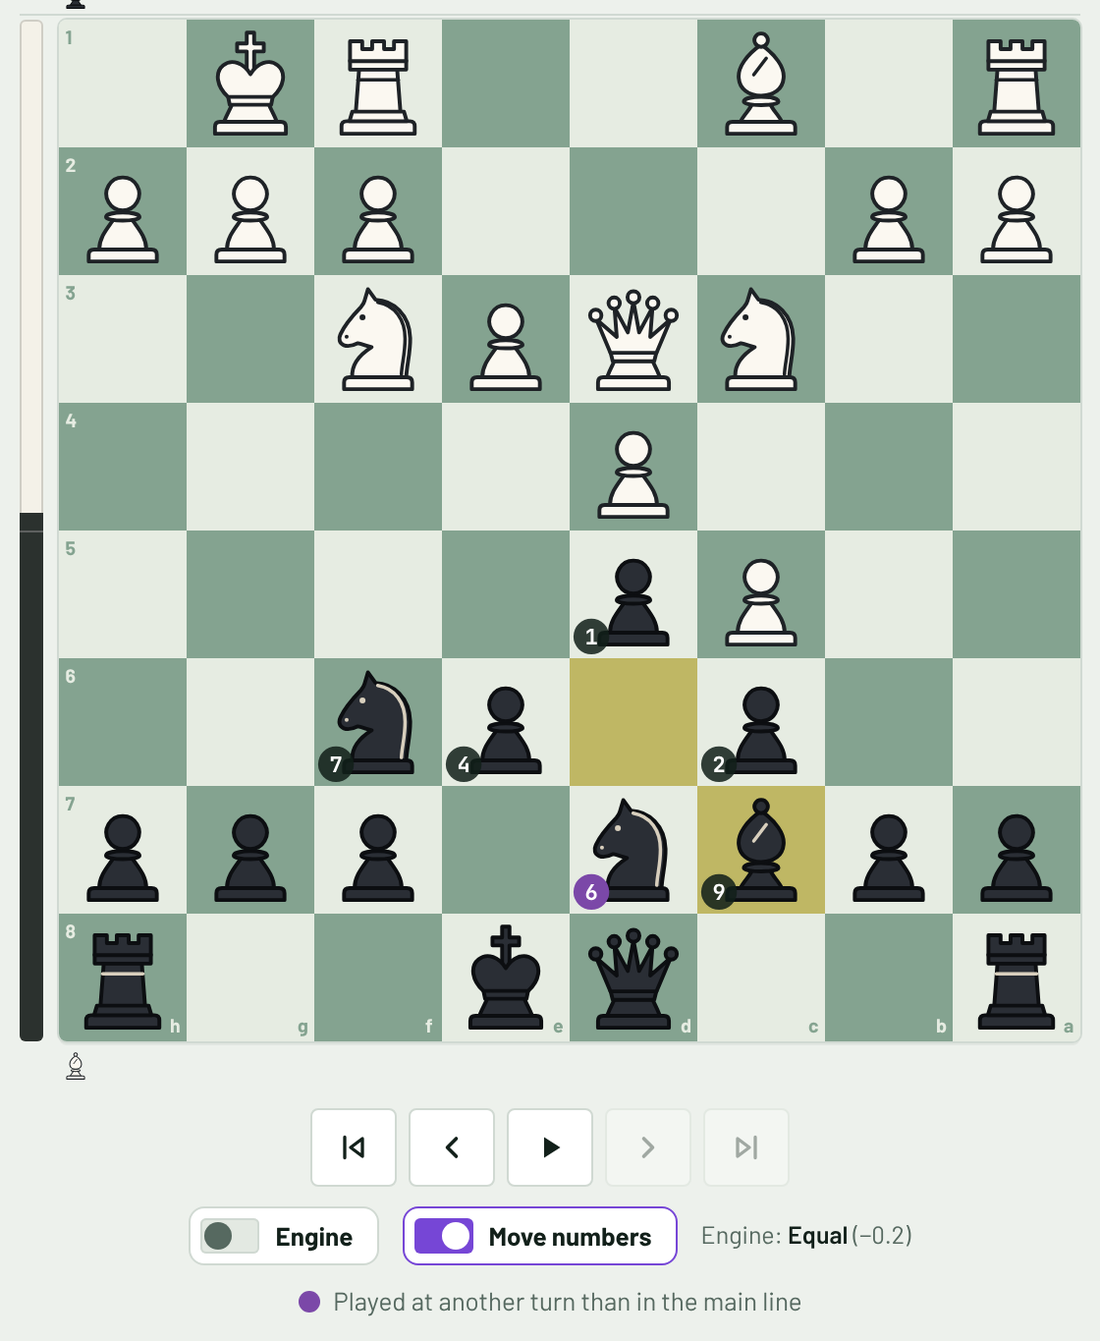 1
2
3
4
5
1
6
7 4 2
7
6 9
8
h g f e d c b a
Engine Move numbers Engine: Equal (−0.2)
Played at another turn than in the main line